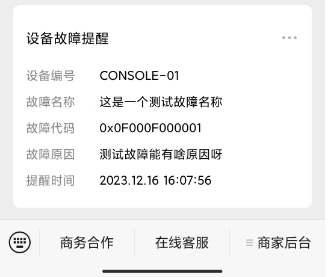 设备故障提醒
设备编号 CONSOLE-01
故障名称 这是一个测试故障名称
故障代码 0x0F000F000001
故障原因 测试故障能有啥原因呀
提醒时间 2023.12.16 16:07:56
商务合作 在线客服 商家后台